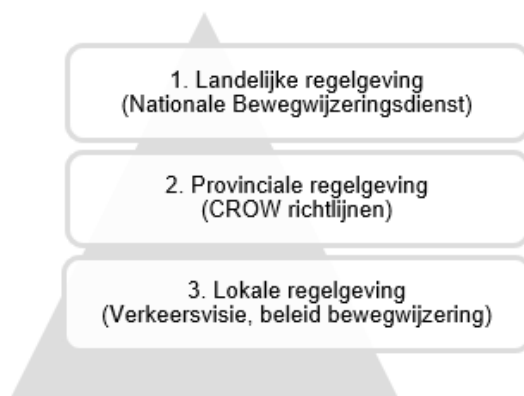 1. Landelijke regelgeving
(Nationale Bewegwijzeringsdienst)
2. Provinciale regelgeving
(CROW richtlijnen)
3. Lokale regelgeving
(Verkeersvisie, beleid bewegwijzering)